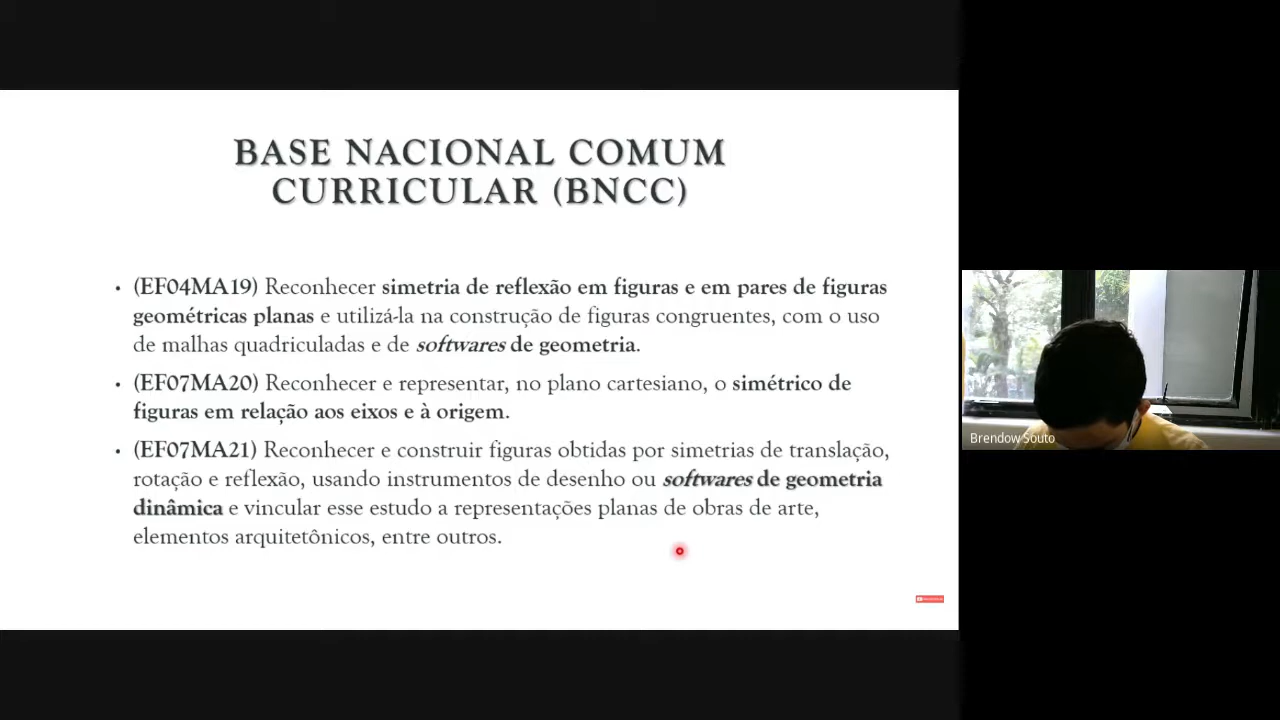 BASE NACIONAL COMUM
CURRICULAR (BNCC)
• (EF04MA19) Reconhecer simetria de reflexão em figuras e em pares de figuras
geométricas planas e utilizá-la na construção de figuras congruentes, com o uso
de malhas quadriculadas e de softwares de geometria.
• (EF07MA20) Reconhecer e representar, no plano cartesiano, o simétrico de
figuras em relação aos eixos e à origem.
• (EF07MA21) Reconhecer e construir figuras obtidas por simetrias de translação,
rotação e reflexão, usando instrumentos de desenho ou softwares de geometria
dinâmica e vincular esse estudo a representações planas de obras de arte,
elementos arquitetônicos, entre outros.
Brendow Souto